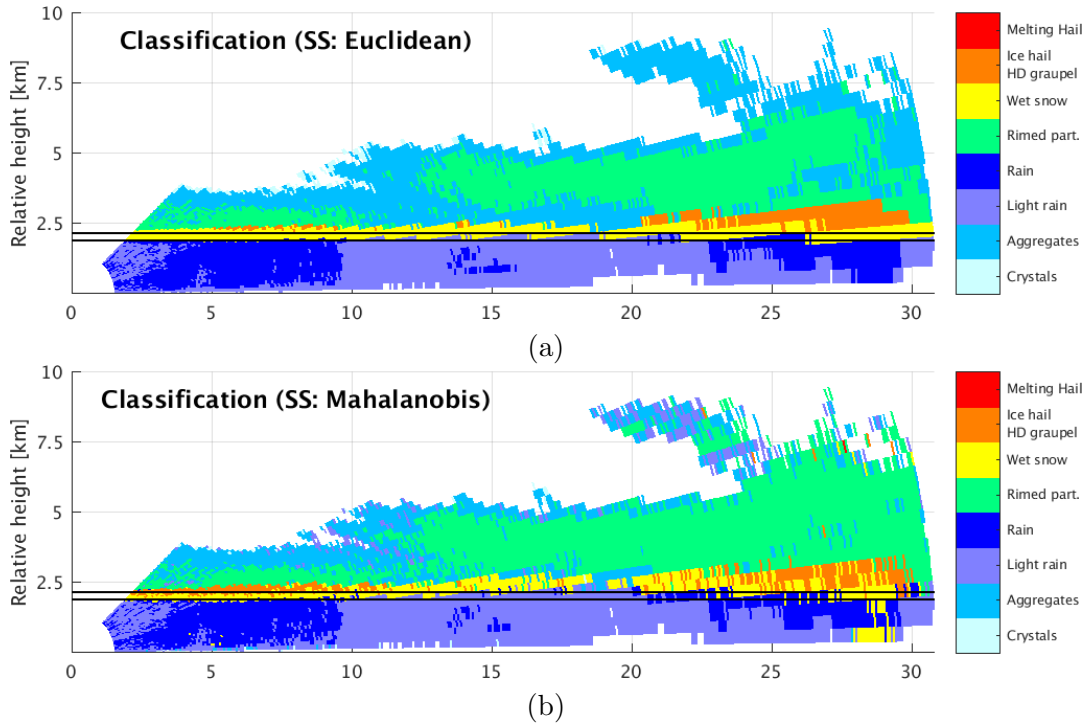 Classification (SS: Euclidean)
Relative height [km]
10
7.5
5
2.5
0
5
10
15
20
25
30
Melting Hail
Ice hail
HD graupel
Wet snow
Rimed part.
Rain
Light rain
Aggregates
Crystals
(a)
Classification (SS: Mahalanobis)
Relative height [km]
10
7.5
5
2.5
0
0
5
10
15
20
25
30
Melting Hail
Ice hail
HD graupel
Wet snow
Rimed part.
Rain
Light rain
Aggregates
Crystals
(b)